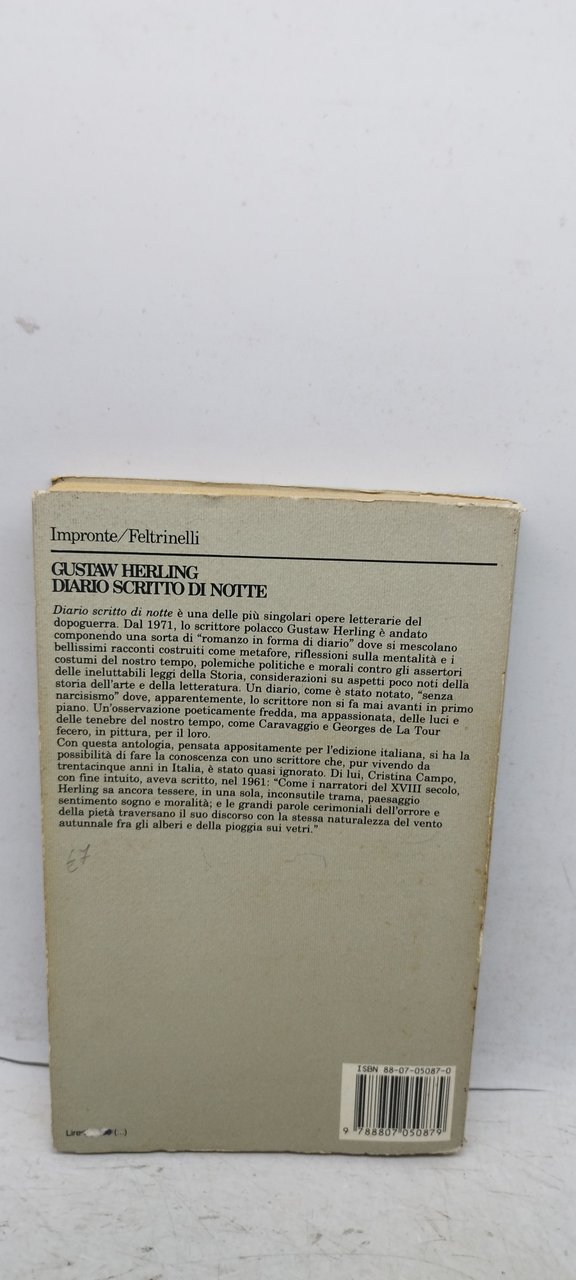 Impronte/Feltrinelli
GUSTAW HERLING
DIARIO SCRITTO DI NOTTE
Diario scritto di notte è una delle più singolari opere letterarie del
dopoguerra. Dal 1971, lo scrittore polacco Gustaw Herling è andato
componendo una sorta di “romanzo in forma di diario” dove si mescolano
bellissimi racconti costruiti come metafore, riflessioni sulla mentalità e i
costumi del nostro tempo, polemiche politiche e morali contro gli assertori
delle ineluttabili leggi della Storia, considerazioni su aspetti poco noti della
storia dell'arte e della letteratura. Un diario, come è stato notato, “senza
narcisismo” dove, apparentemente, lo scrittore non si fa mai avanti in primo
piano. Un'osservazione poeticamente fredda, ma appassionata, delle luci e
delle tenebre del nostro tempo, come Caravaggio e Georges de La Tour
fecero, in pittura, per il loro.
Con questa antologia, pensata appositamente per l'edizione italiana, si ha la
possibilità di fare la conoscenza con uno scrittore che, pur vivendo da
trentacinque anni in Italia, è stato quasi ignorato. Di lui, Cristina Campo,
con fine intuito, aveva scritto, nel 1961: “Come i narratori del XVIII secolo,
Herling sa ancora tessere, in una sola, inconsutile trama, paesaggio
sentimento sogno e moralità; e le grandi parole cerimoniali dell'orrore e
della pietà traversano il suo discorso con la stessa naturalezza del vento
autunnale fra gli alberi e della pioggia sui vetri.”
€7
ISBN 88-07-05087-0
9 788807 050879
Lire (...)